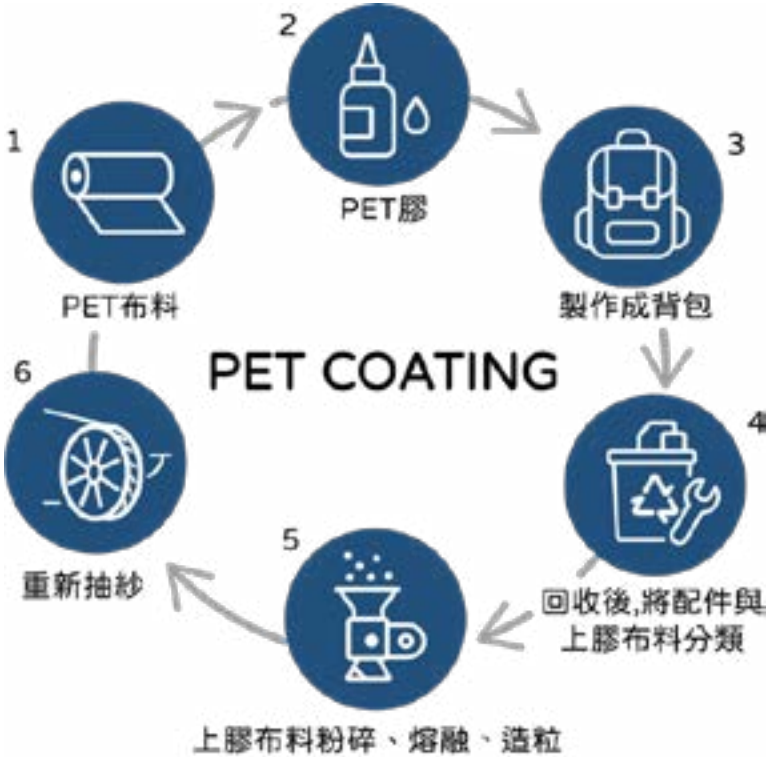 1
PET布料
2
PET膠
3
製作成背包
PET COATING
4
回收後,將配件與
上膠布料分類
5
上膠布料粉碎、熔融、造粒
6
重新抽紗